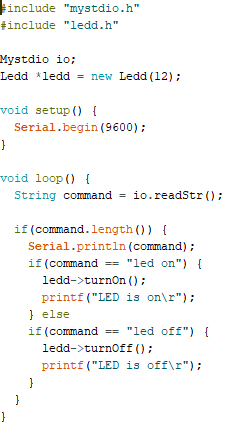 #include "mystdio.h"
#include "ledd.h"

Mystdio io;
Ledd *ledd = new Ledd(12);

void setup() {
  Serial.begin(9600);
}

void loop() {
  String command = io.readStr();

  if(command.length()) {
    Serial.println(command);
    if(command == "led on") {
      ledd->turnOn();
      printf("LED is on\r");
    } else
    if(command == "led off") {
      ledd->turnOff();
      printf("LED is off\r");
    }
  }
}